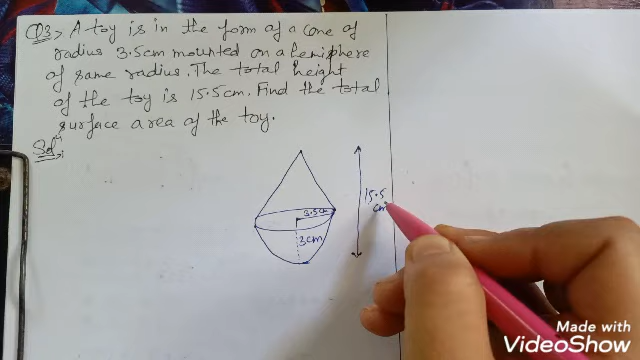 Q3> A toy is in the form of a cone of
radius 3.5cm mounted on a hemisphere
of same radius. The total height
of the toy is 15.5cm. Find the total
surface area of the toy.
Solⁿ:
3.5cm
15.5
cm
3cm
Made with
VideoShow